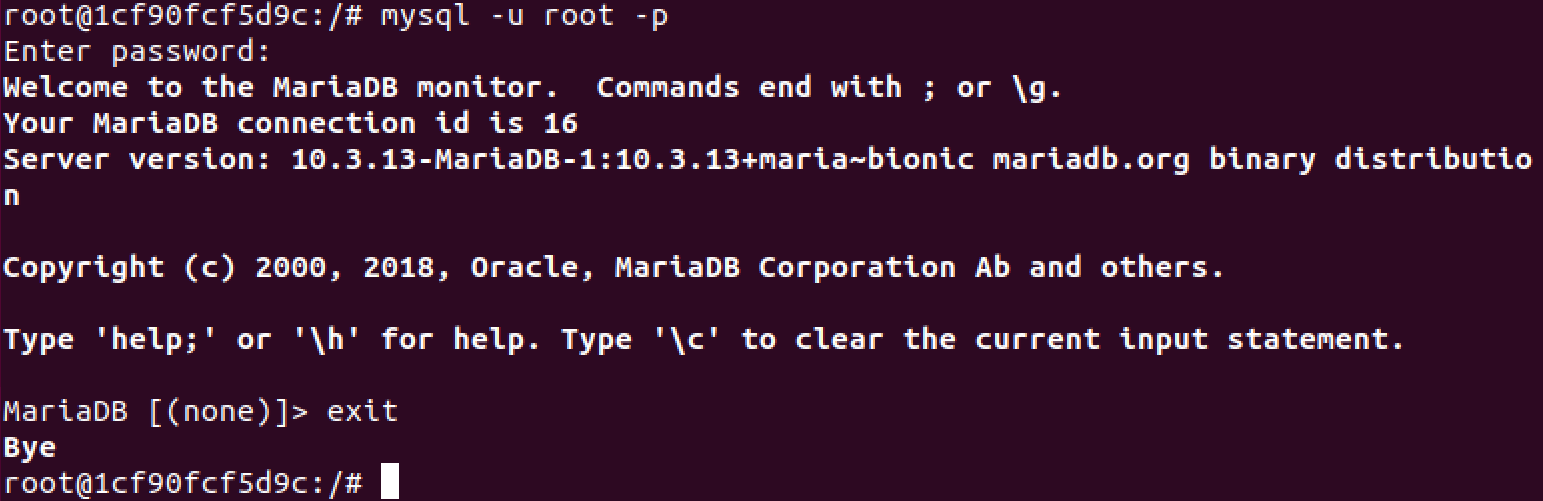 root@1cf90fcf5d9c:/# mysql -u root -p
Enter password:
Welcome to the MariaDB monitor.  Commands end with ; or \g.
Your MariaDB connection id is 16
Server version: 10.3.13-MariaDB-1:10.3.13+maria~bionic mariadb.org binary distributio
n
Copyright (c) 2000, 2018, Oracle, MariaDB Corporation Ab and others.
Type 'help;' or '\h' for help. Type '\c' to clear the current input statement.
MariaDB [(none)]> exit
Bye
root@1cf90fcf5d9c:/#